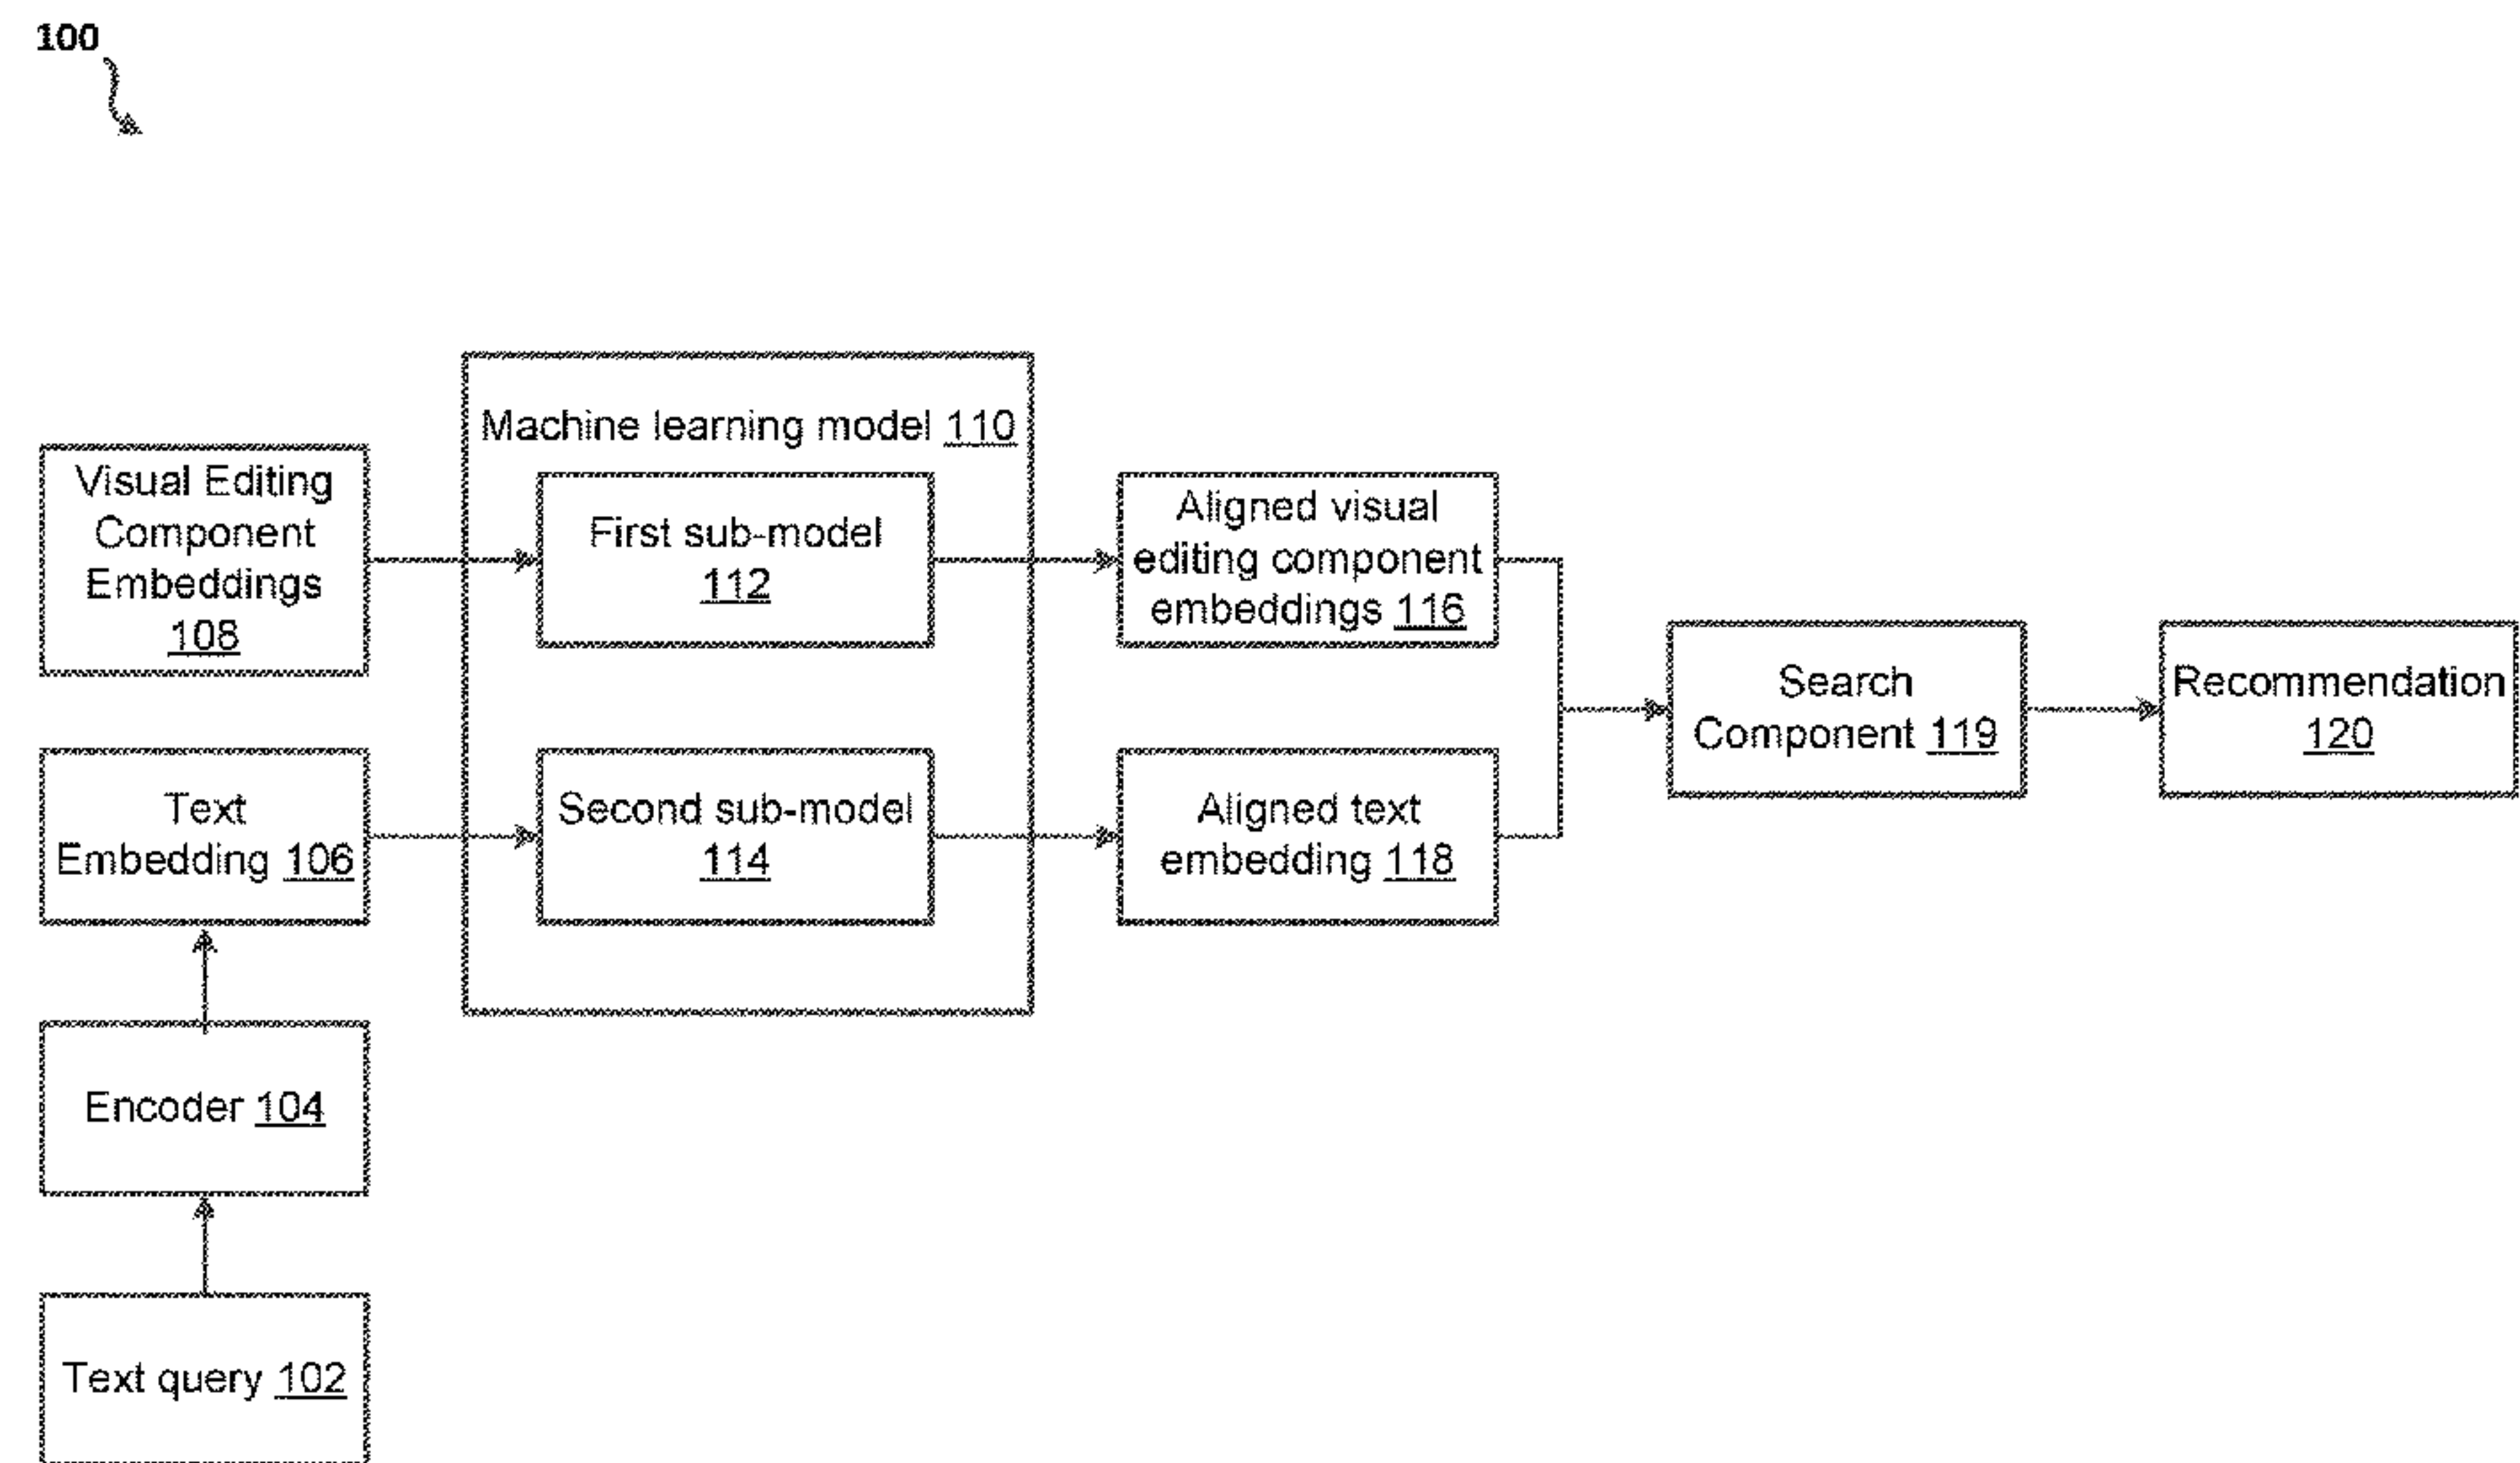 100
Machine learning model 110
Visual Editing
Component
Embeddings
108
First sub-model
112
Aligned visual
editing component
embeddings 116
Search
Component 119
Recommendation
120
Text
Embedding 106
Second sub-model
114
Aligned text
embedding 118
Encoder 104
Text query 102